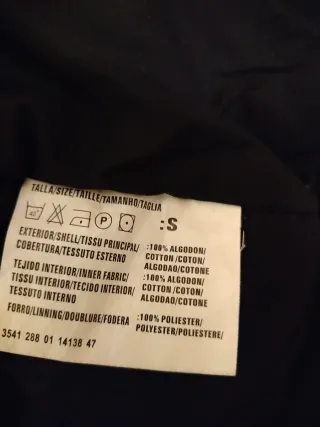 TALLA/SIZE/TAILLE/TAMANHO/TAGLIA
40° P :S
EXTERIOR/SHELL/TISSU PRINCIPAL/ :100% ALGODON/
COBERTURA/TESSUTO ESTERNO COTTON/COTON/
ALGODAO/COTONE
TEJIDO INTERIOR/INNER FABRIC/ :100% ALGODON/
TISSU INTERIOR/TECIDO INTERIOR/ COTTON/COTON/
TESSUTO INTERNO ALGODAO/COTONE
FORRO/LINNING/DOUBLURE/FODERA :100% POLIESTER/
POLYESTER/POLIESTERE/
3541 288 01 14138 47